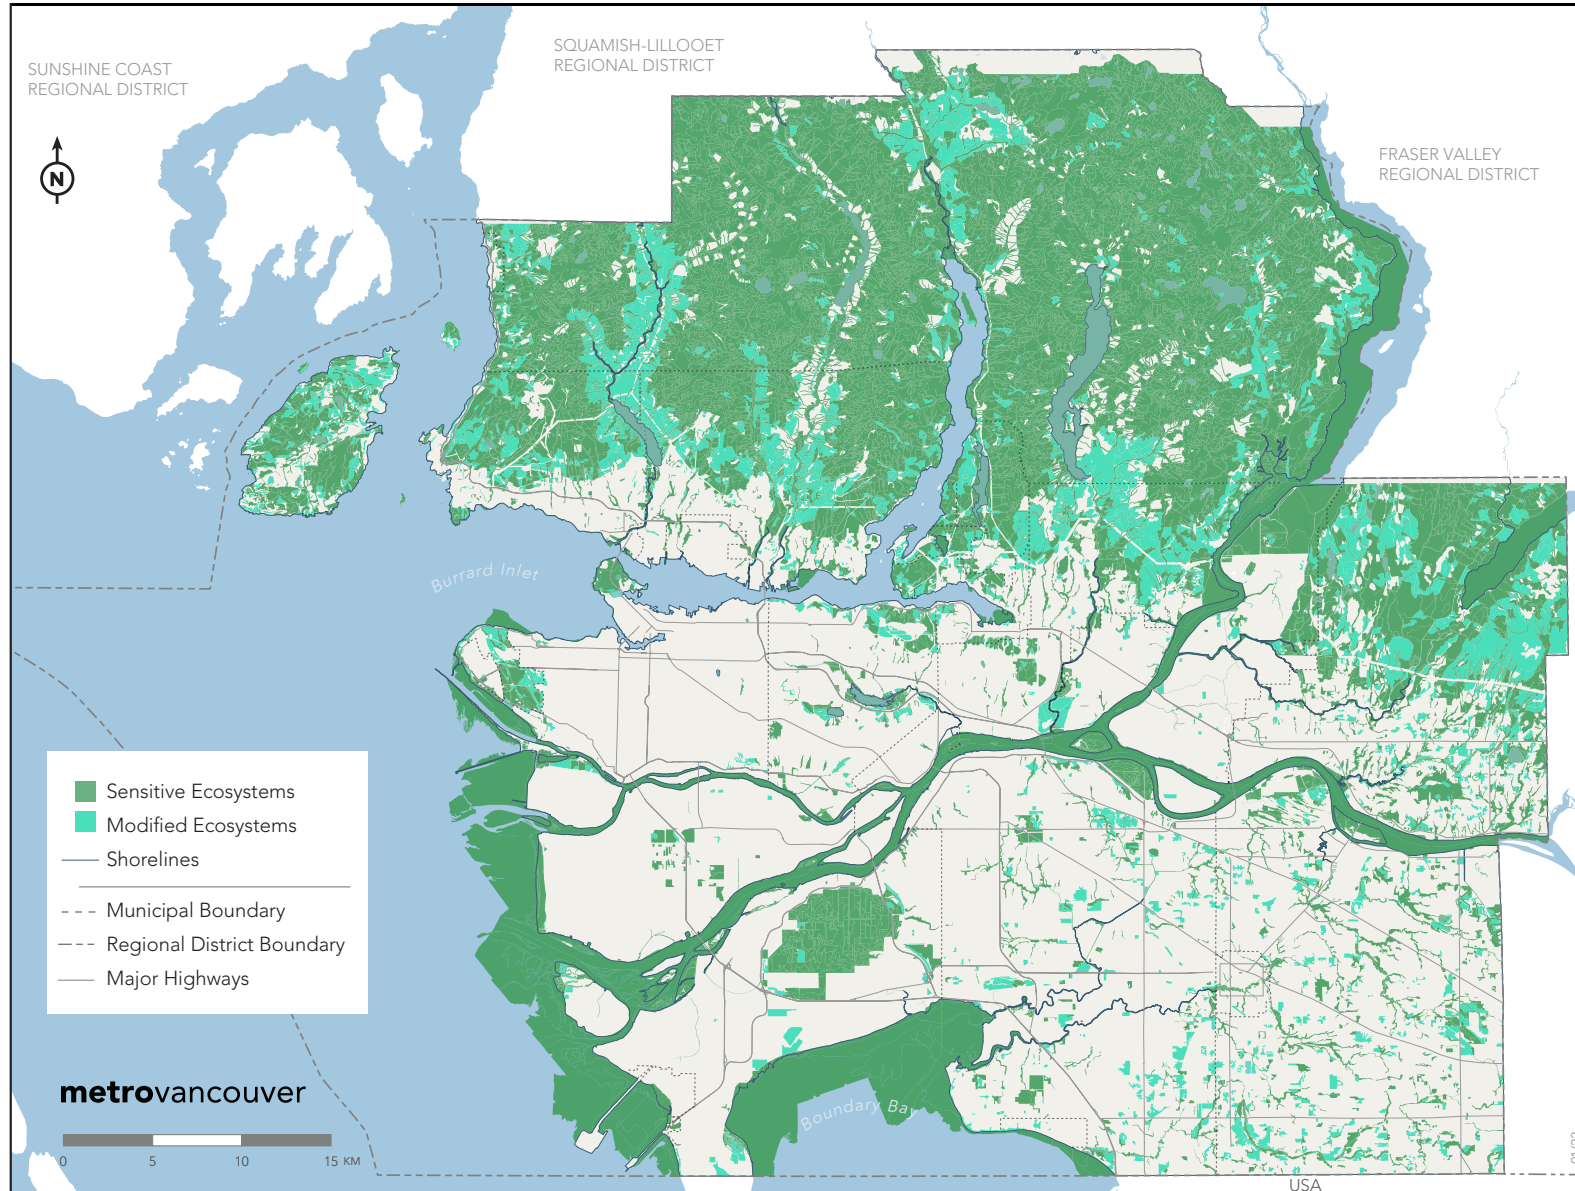 SUNSHINE COAST
REGIONAL DISTRICT
SQUAMISH-LILLOOET
REGIONAL DISTRICT
FRASER VALLEY
REGIONAL DISTRICT
N
Burrard Inlet
Sensitive Ecosystems
Modified Ecosystems
Shorelines
Municipal Boundary
Regional District Boundary
Major Highways
metrovancouver
0 5 10 15 KM
Boundary Bay
USA